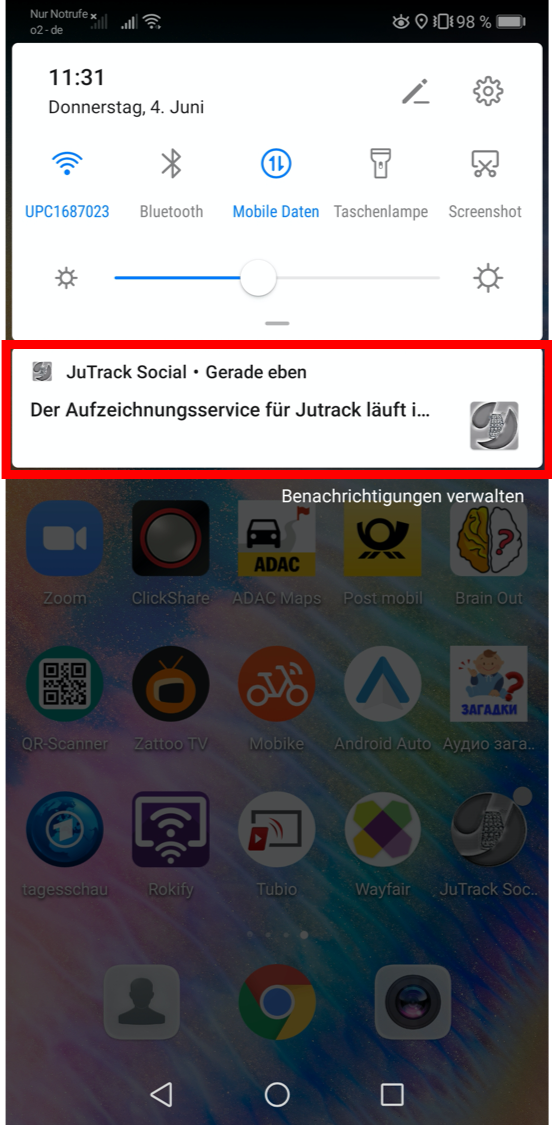 Nur Notrufe
o2 - de
98 %
11:31
Donnerstag, 4. Juni
UPC1687023 Bluetooth Mobile Daten Taschenlampe Screenshot
JuTrack Social • Gerade eben
Der Aufzeichnungsservice für Jutrack läuft i...
Benachrichtigungen verwalten
ADAC
Zoom ClickShare ADAC Maps Post mobil Brain Out
ЗАГАДКИ
QR-Scanner Zattoo TV Mobike Android Auto Аудио зага..
tagesschau Rokify Tubio Wayfair JuTrack Soc..